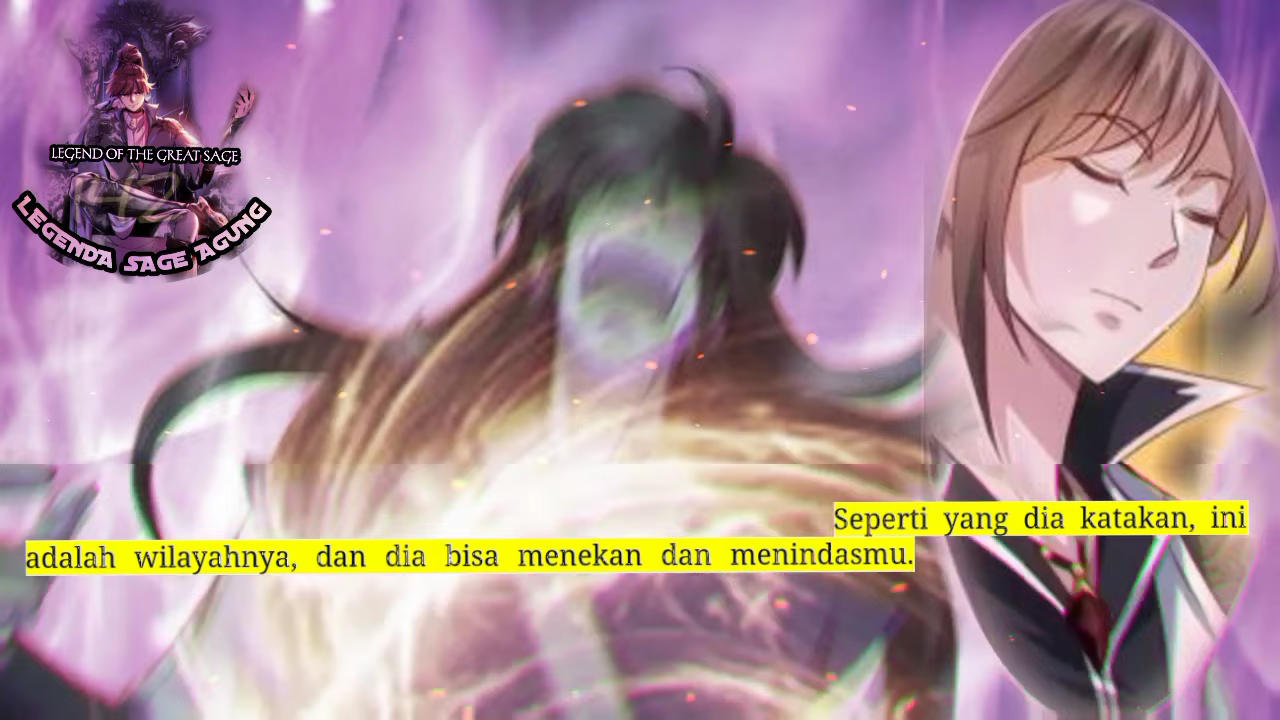 LEGEND OF THE GREAT SAGE
LEGENDA SAGE AGUNG
Seperti yang dia katakan, ini
adalah wilayahnya, dan dia bisa menekan dan menindasmu.